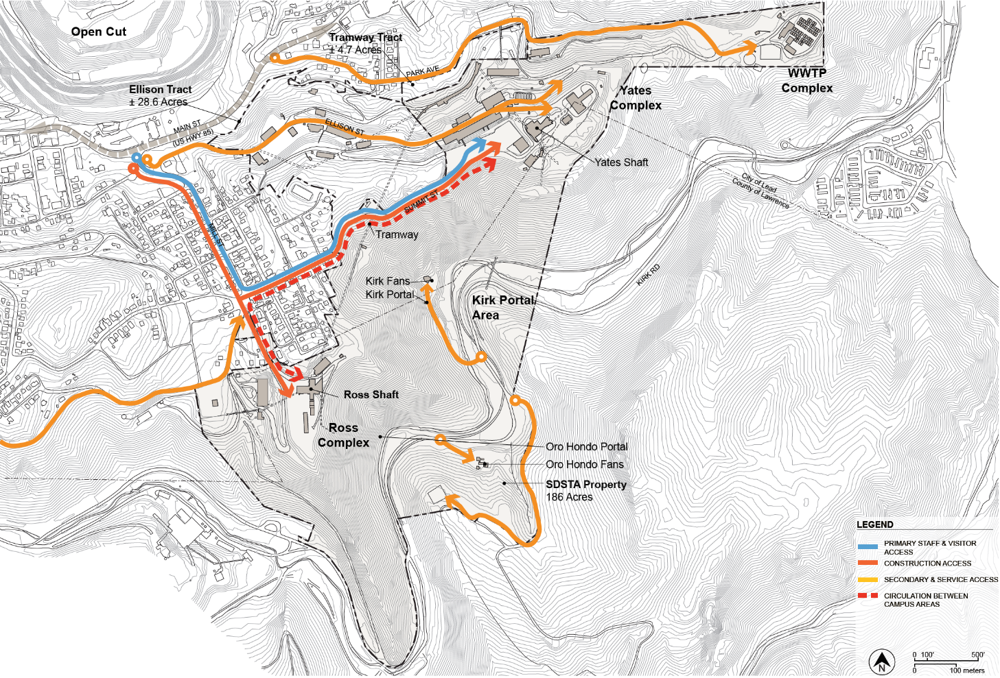 Open Cut
Tramway Tract
± 4.7 Acres
PARK AVE
WWTP
Complex
Ellison Tract
± 28.6 Acres
Yates
Complex
MAIN ST
(US HWY 85)
ELLISON ST
Yates Shaft
City of Lead
County of Lawrence
SUMMIT ST
MILL ST
Tramway
KIRK RD
Kirk Fans
Kirk Portal
Kirk Portal
Area
Ross Shaft
Ross
Complex
Oro Hondo Portal
Oro Hondo Fans
SDSTA Property
186 Acres
LEGEND
PRIMARY STAFF & VISITOR
ACCESS
CONSTRUCTION ACCESS
SECONDARY & SERVICE ACCESS
CIRCULATION BETWEEN
CAMPUS AREAS
N
0 100' 500'
0 100 meters